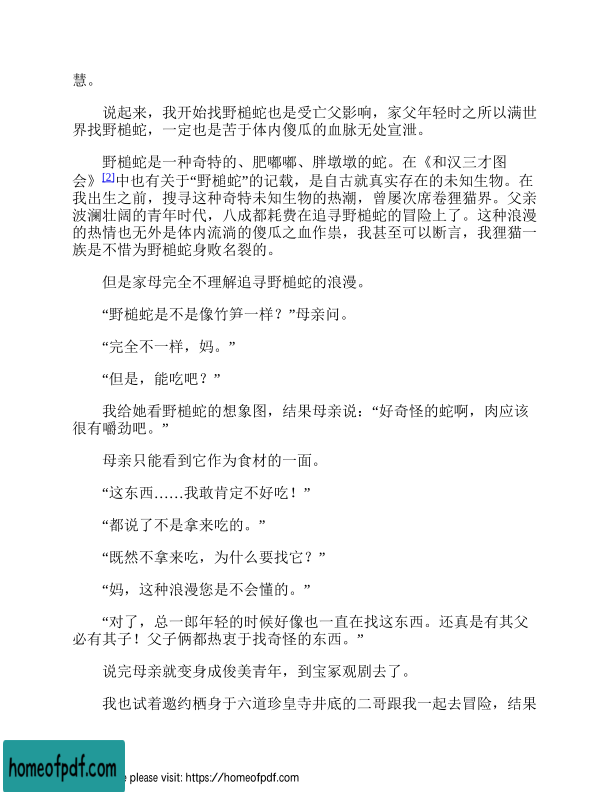 慧。
说起来，我开始找野槌蛇也是受亡父影响，家父年轻时之所以满世
界找野槌蛇，一定也是苦于体内傻瓜的血脉无处宣泄。
野槌蛇是一种奇特的、肥嘟嘟、胖墩墩的蛇。在《和汉三才图
会》[2]中也有关于“野槌蛇”的记载，是自古就真实存在的未知生物。在
我出生之前，搜寻这种奇特未知生物的热潮，曾屡次席卷狸猫界。父亲
波澜壮阔的青年时代，八成都耗费在追寻野槌蛇的冒险上了。这种浪漫
的热情也无外是体内流淌的傻瓜之血作祟，我甚至可以断言，我狸猫一
族是不惜为野槌蛇身败名裂的。
但是家母完全不理解追寻野槌蛇的浪漫。
“野槌蛇是不是像竹笋一样？”母亲问。
“完全不一样，妈。”
“但是，能吃吧？”
我给她看野槌蛇的想象图，结果母亲说：“好奇怪的蛇啊，肉应该
很有嚼劲吧。”
母亲只能看到它作为食材的一面。
“这东西……我敢肯定不好吃！”
“都说了不是拿来吃的。”
“既然不拿来吃，为什么要找它？”
“妈，这种浪漫您是不会懂的。”
“对了，总一郎年轻的时候好像也一直在找这东西。还真是有其父
必有其子！父子俩都热衷于找奇怪的东西。”
说完母亲就变身成俊美青年，到宝冢观剧去了。
我也试着邀约栖身于六道珍皇寺井底的二哥跟我一起去冒险，结果
homeofpdf.com
e please visit: https://homeofpdf.com